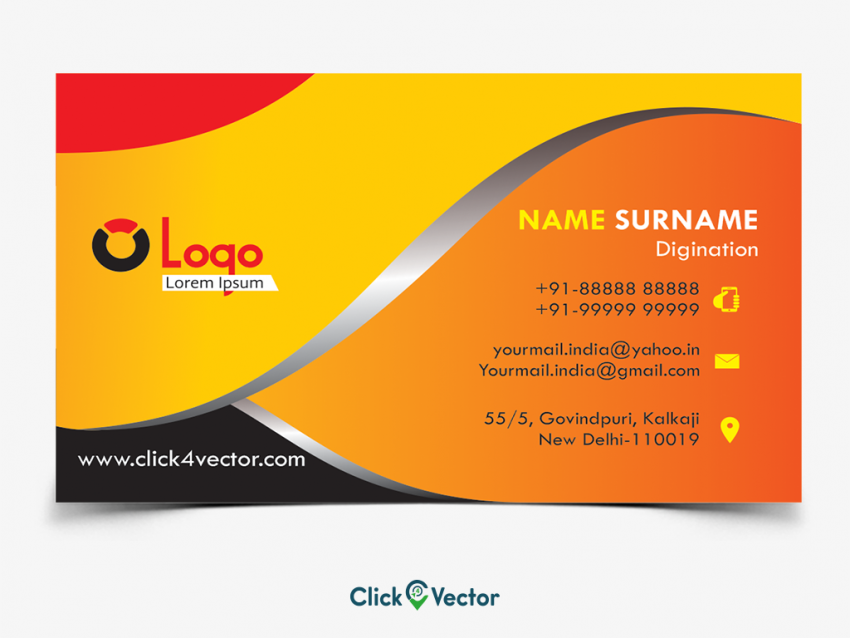 Logo
Lorem Ipsum
NAME SURNAME
Digination
+91-88888 88888
+91-99999 99999
yourmail.india@yahoo.in
Yourmail.india@gmail.com
55/5, Govindpuri, Kalkaji
New Delhi-110019
www.click4vector.com
Click Vector